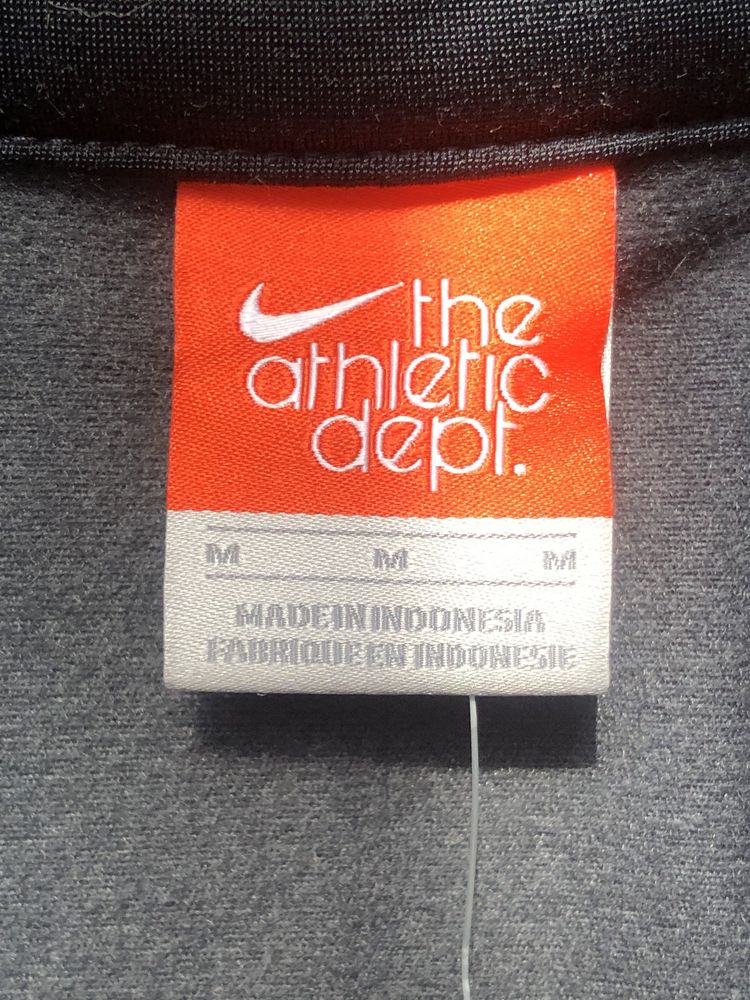 the
athletic
dept.
M M M
MADE IN INDONESIA
FABRIQUE EN INDONESIE